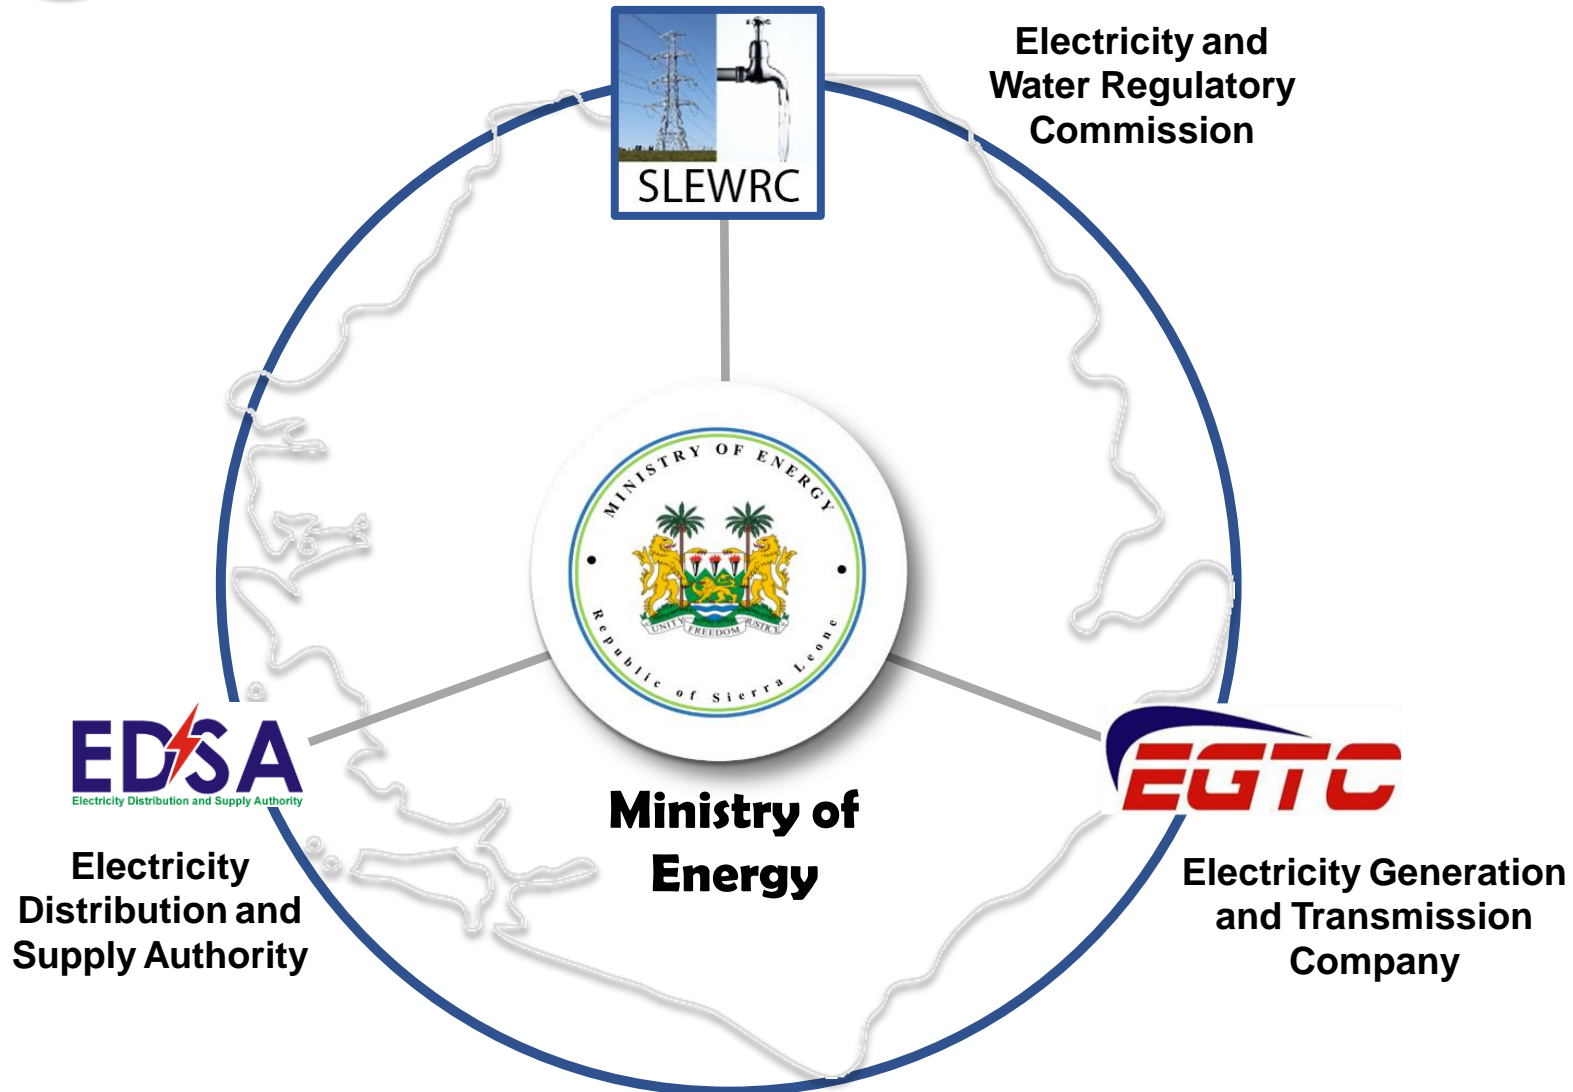 Electricity and
Water Regulatory
Commission
SLEWRC
MINISTRY OF ENERGY
UNITY FREEDOM JUSTICE
Republic of Sierra Leone
EDSA
Electricity Distribution and Supply Authority
EGTC
Ministry of
Energy
Electricity
Distribution and
Supply Authority
Electricity Generation
and Transmission
Company